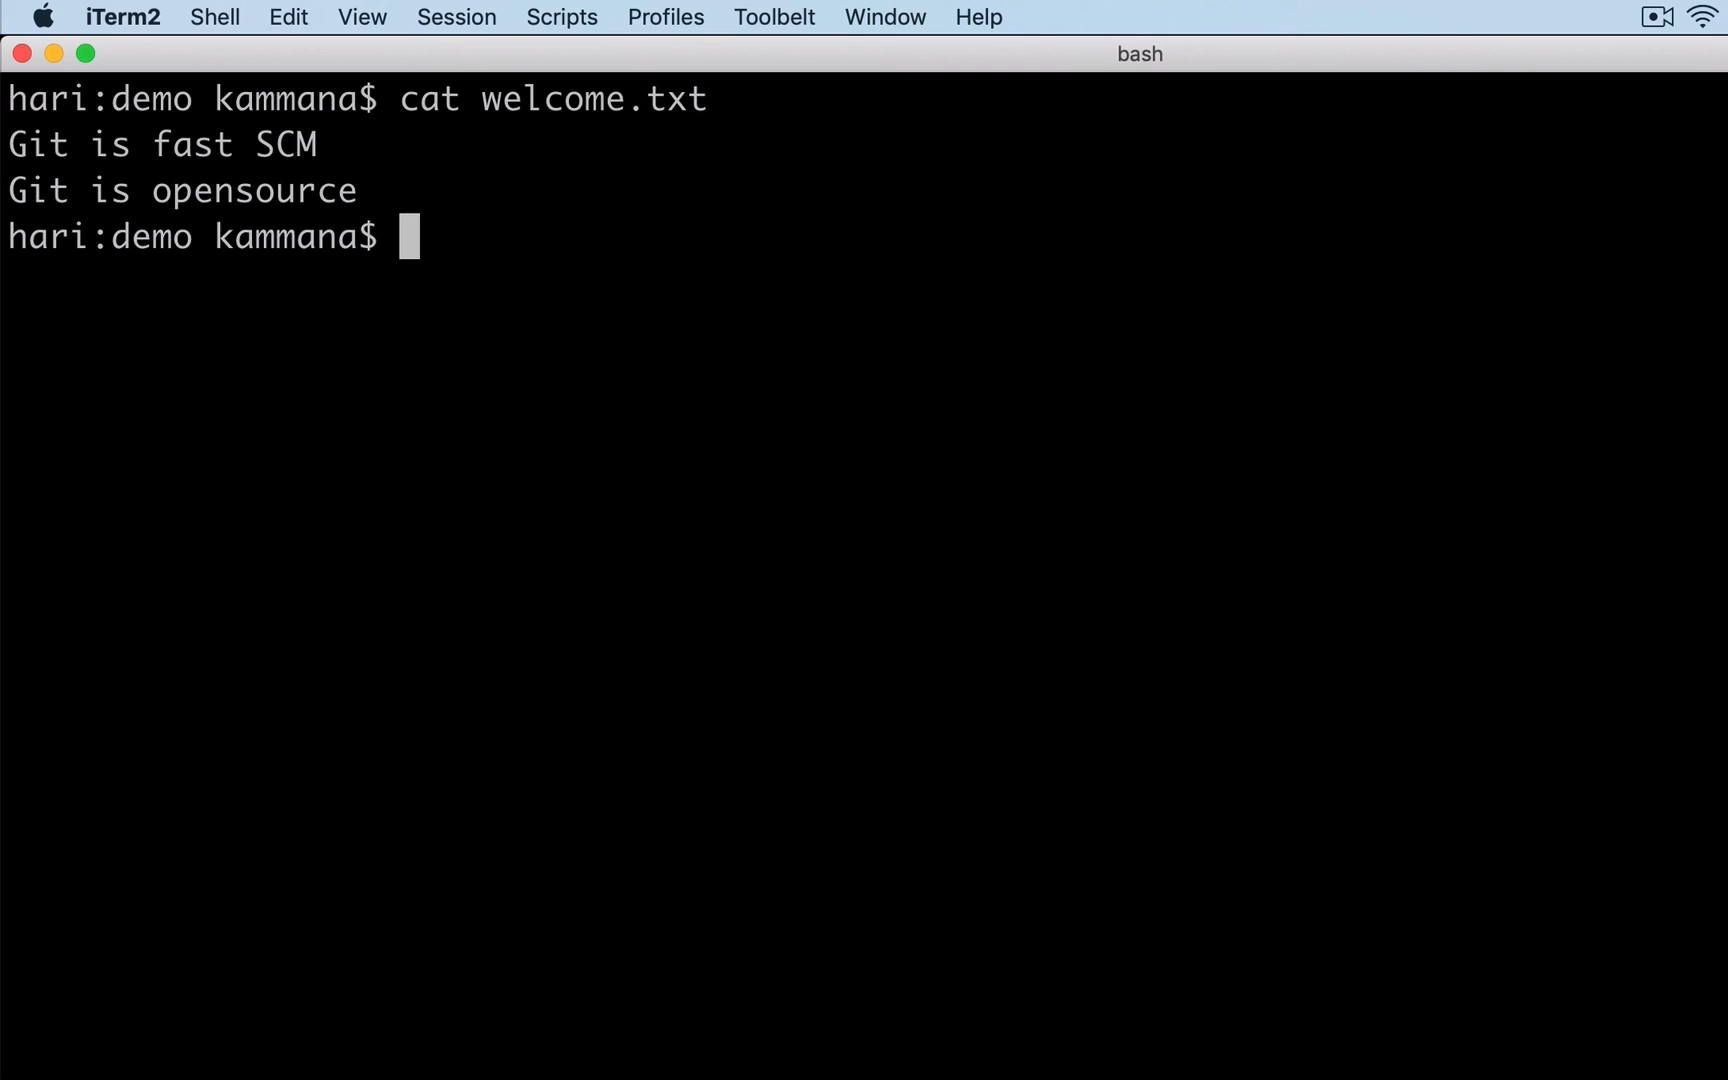 iTerm2 Shell Edit View Session Scripts Profiles Toolbelt Window Help
bash
hari:demo kammana$ cat welcome.txt
Git is fast SCM
Git is opensource
hari:demo kammana$